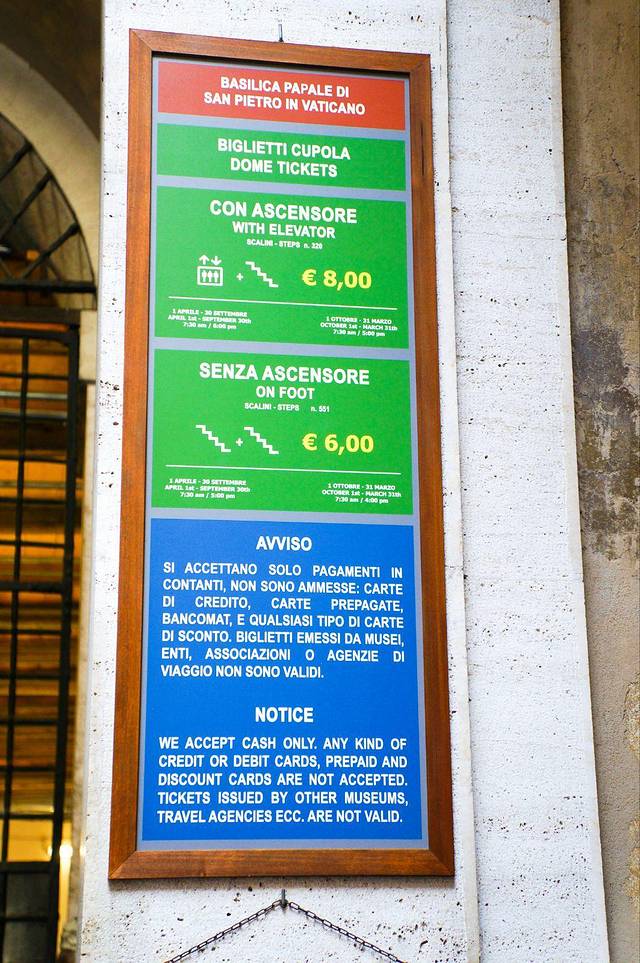 BASILICA PAPALE DI
SAN PIETRO IN VATICANO
BIGLIETTI CUPOLA
DOME TICKETS
CON ASCENSORE
WITH ELEVATOR
SCALINI - STEPS n. 320
+
€ 8,00
1 APRILE - 30 SETTEMBRE
APRIL 1st - SEPTEMBER 30th
7:30 am / 6:00 pm
1 OTTOBRE - 31 MARZO
OCTOBER 1st - MARCH 31th
7:30 am / 5:00 pm
SENZA ASCENSORE
ON FOOT
SCALINI - STEPS n. 551
+
€ 6,00
1 APRILE - 30 SETTEMBRE
APRIL 1st - SEPTEMBER 30th
7:30 am / 5:00 pm
1 OTTOBRE - 31 MARZO
OCTOBER 1st - MARCH 31th
7:30 am / 4:00 pm
AVVISO
SI ACCETTANO SOLO PAGAMENTI IN
CONTANTI, NON SONO AMMESSE: CARTE
DI CREDITO, CARTE PREPAGATE,
BANCOMAT, E QUALSIASI TIPO DI CARTE
DI SCONTO. BIGLIETTI EMESSI DA MUSEI,
ENTI, ASSOCIAZIONI O AGENZIE DI
VIAGGIO NON SONO VALIDI.
NOTICE
WE ACCEPT CASH ONLY. ANY KIND OF
CREDIT OR DEBIT CARDS, PREPAID AND
DISCOUNT CARDS ARE NOT ACCEPTED.
TICKETS ISSUED BY OTHER MUSEUMS,
TRAVEL AGENCIES ECC. ARE NOT VALID.